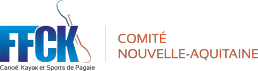 FFCK
Canoë Kayak et Sports de Pagaie
COMITÉ
NOUVELLE-AQUITAINE